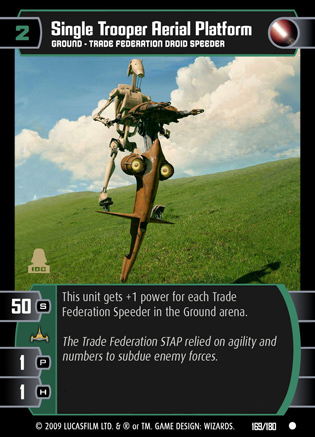 2
Single Trooper Aerial Platform
GROUND - TRADE FEDERATION DROID SPEEDER
IDC
50 S
This unit gets +1 power for each Trade
Federation Speeder in the Ground arena.
The Trade Federation STAP relied on agility and
numbers to subdue enemy forces.
1 P
1 H
© 2009 LUCASFILM LTD. & ® or TM. GAME DESIGN: WIZARDS. 169/180